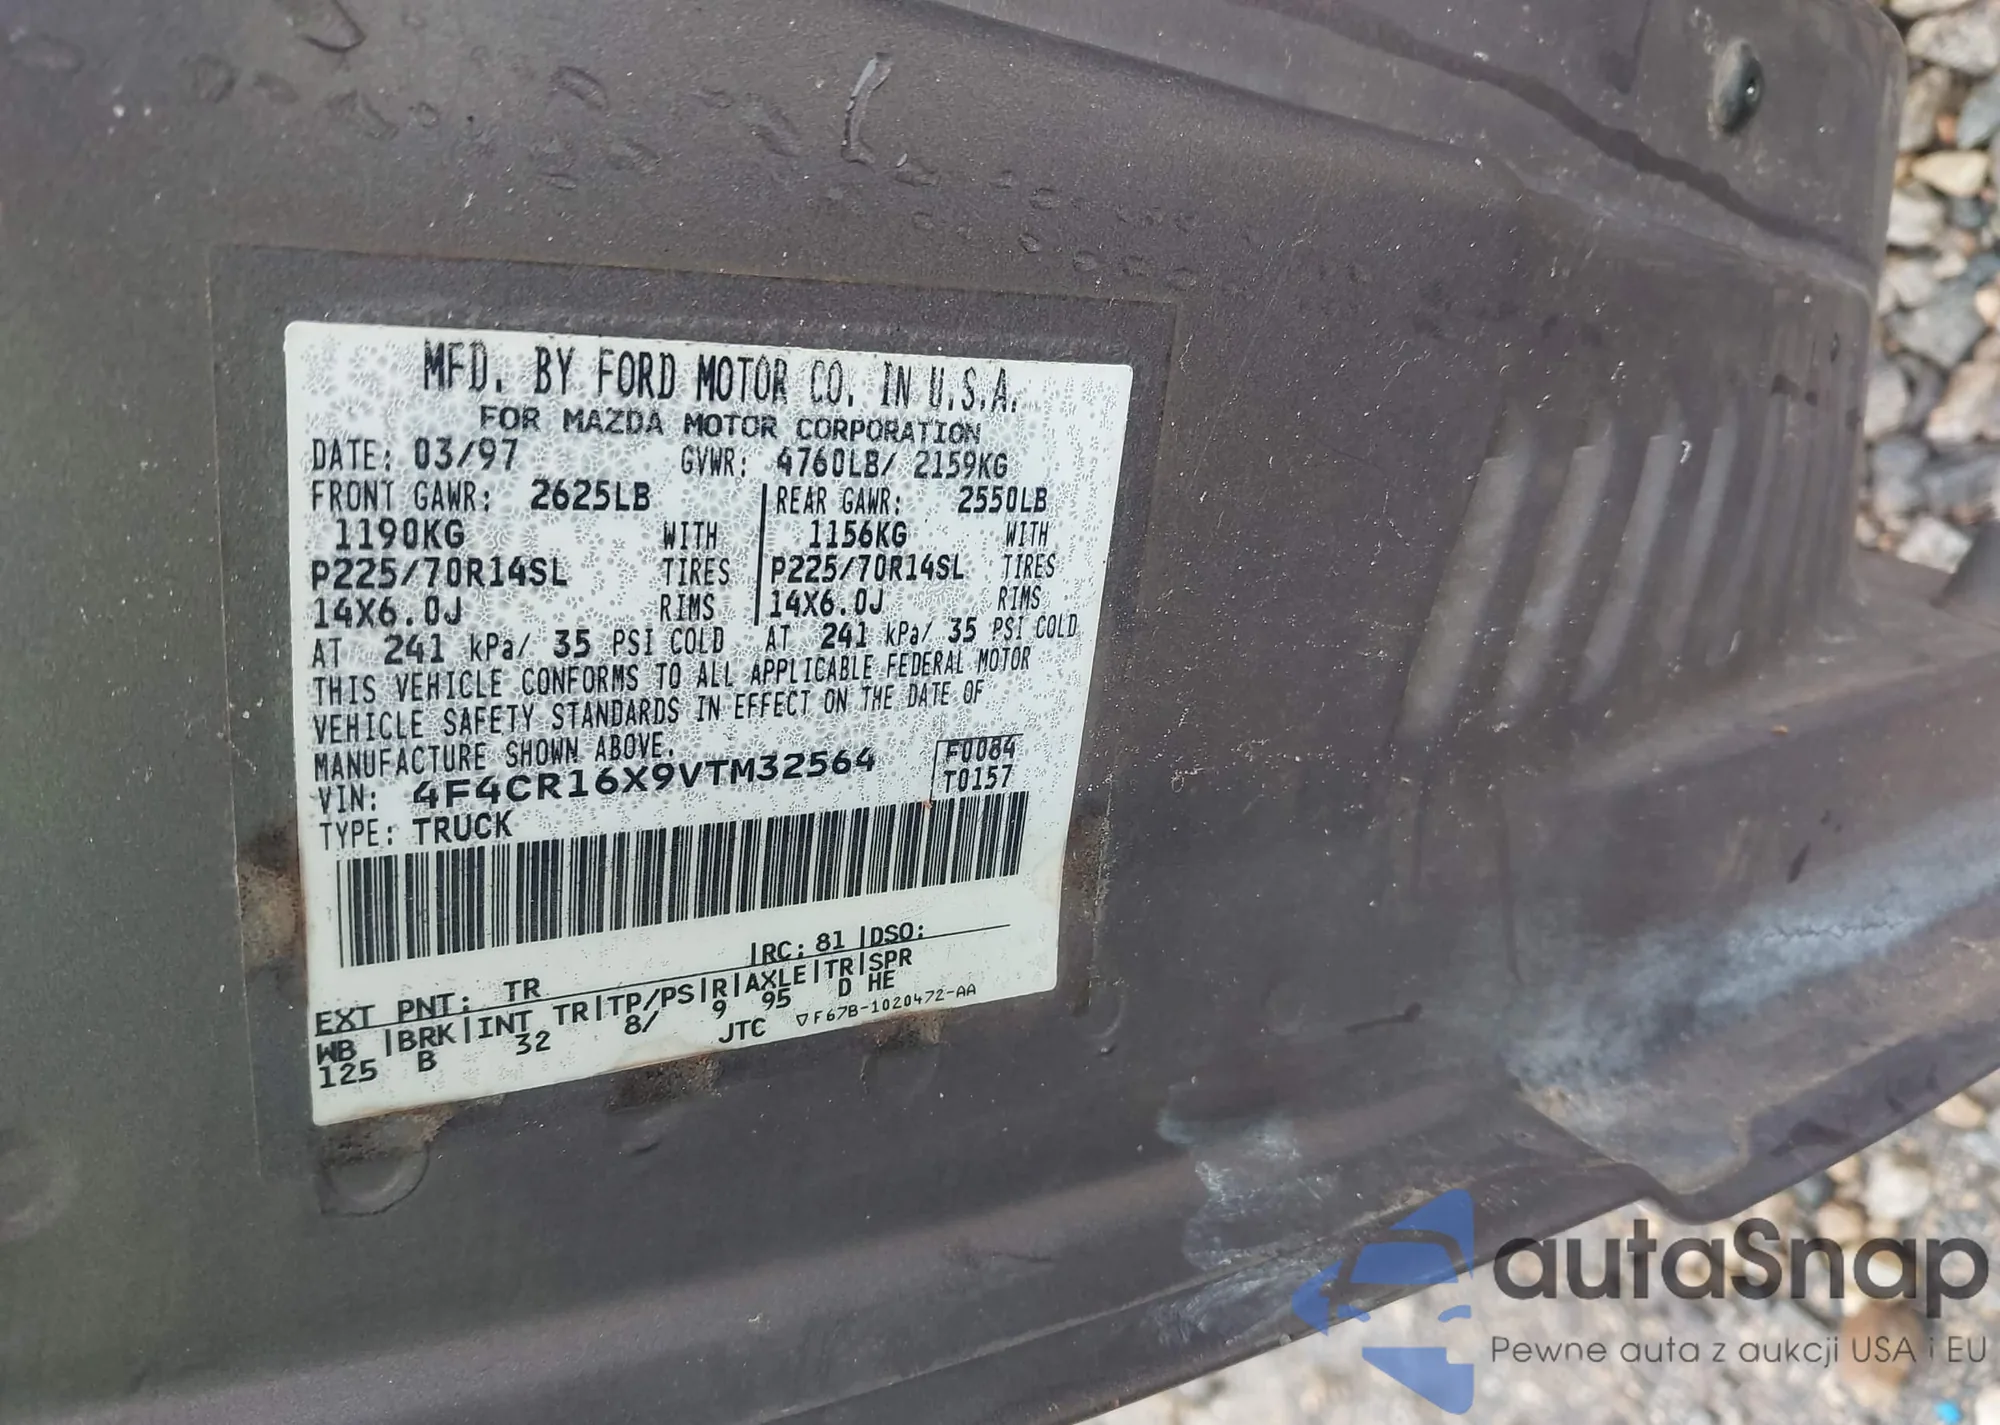 MFD. BY FORD MOTOR CO. IN U.S.A.
FOR MAZDA MOTOR CORPORATION
DATE: 03/97 GVWR: 4760LB/ 2159KG
FRONT GAWR: 2625LB REAR GAWR: 2550LB
1190KG WITH 1156KG WITH
P225/70R14SL TIRES P225/70R14SL TIRES
14X6.0J RIMS 14X6.0J RIMS
AT 241 kPa/ 35 PSI COLD AT 241 kPa/ 35 PSI COLD
THIS VEHICLE CONFORMS TO ALL APPLICABLE FEDERAL MOTOR
VEHICLE SAFETY STANDARDS IN EFFECT ON THE DATE OF
MANUFACTURE SHOWN ABOVE.
VIN: 4F4CR16X9VTM32564 F0084
TYPE: TRUCK T0157
EXT PNT: TR |RC: 81 |DSO:
WB |BRK|INT TR|TP/PS|R|AXLE|TR|SPR
125 B 32 8/ 9 95 D HE
JTC ▽F67B-1020472-AA
autaSnap
Pewne auta z aukcji USA i EU